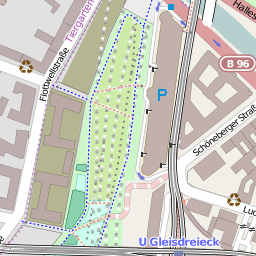 Flottwellstraße
Tiergarten
Halles
B 96
P
Schöneberger Straß
Luc
U Gleisdreieck